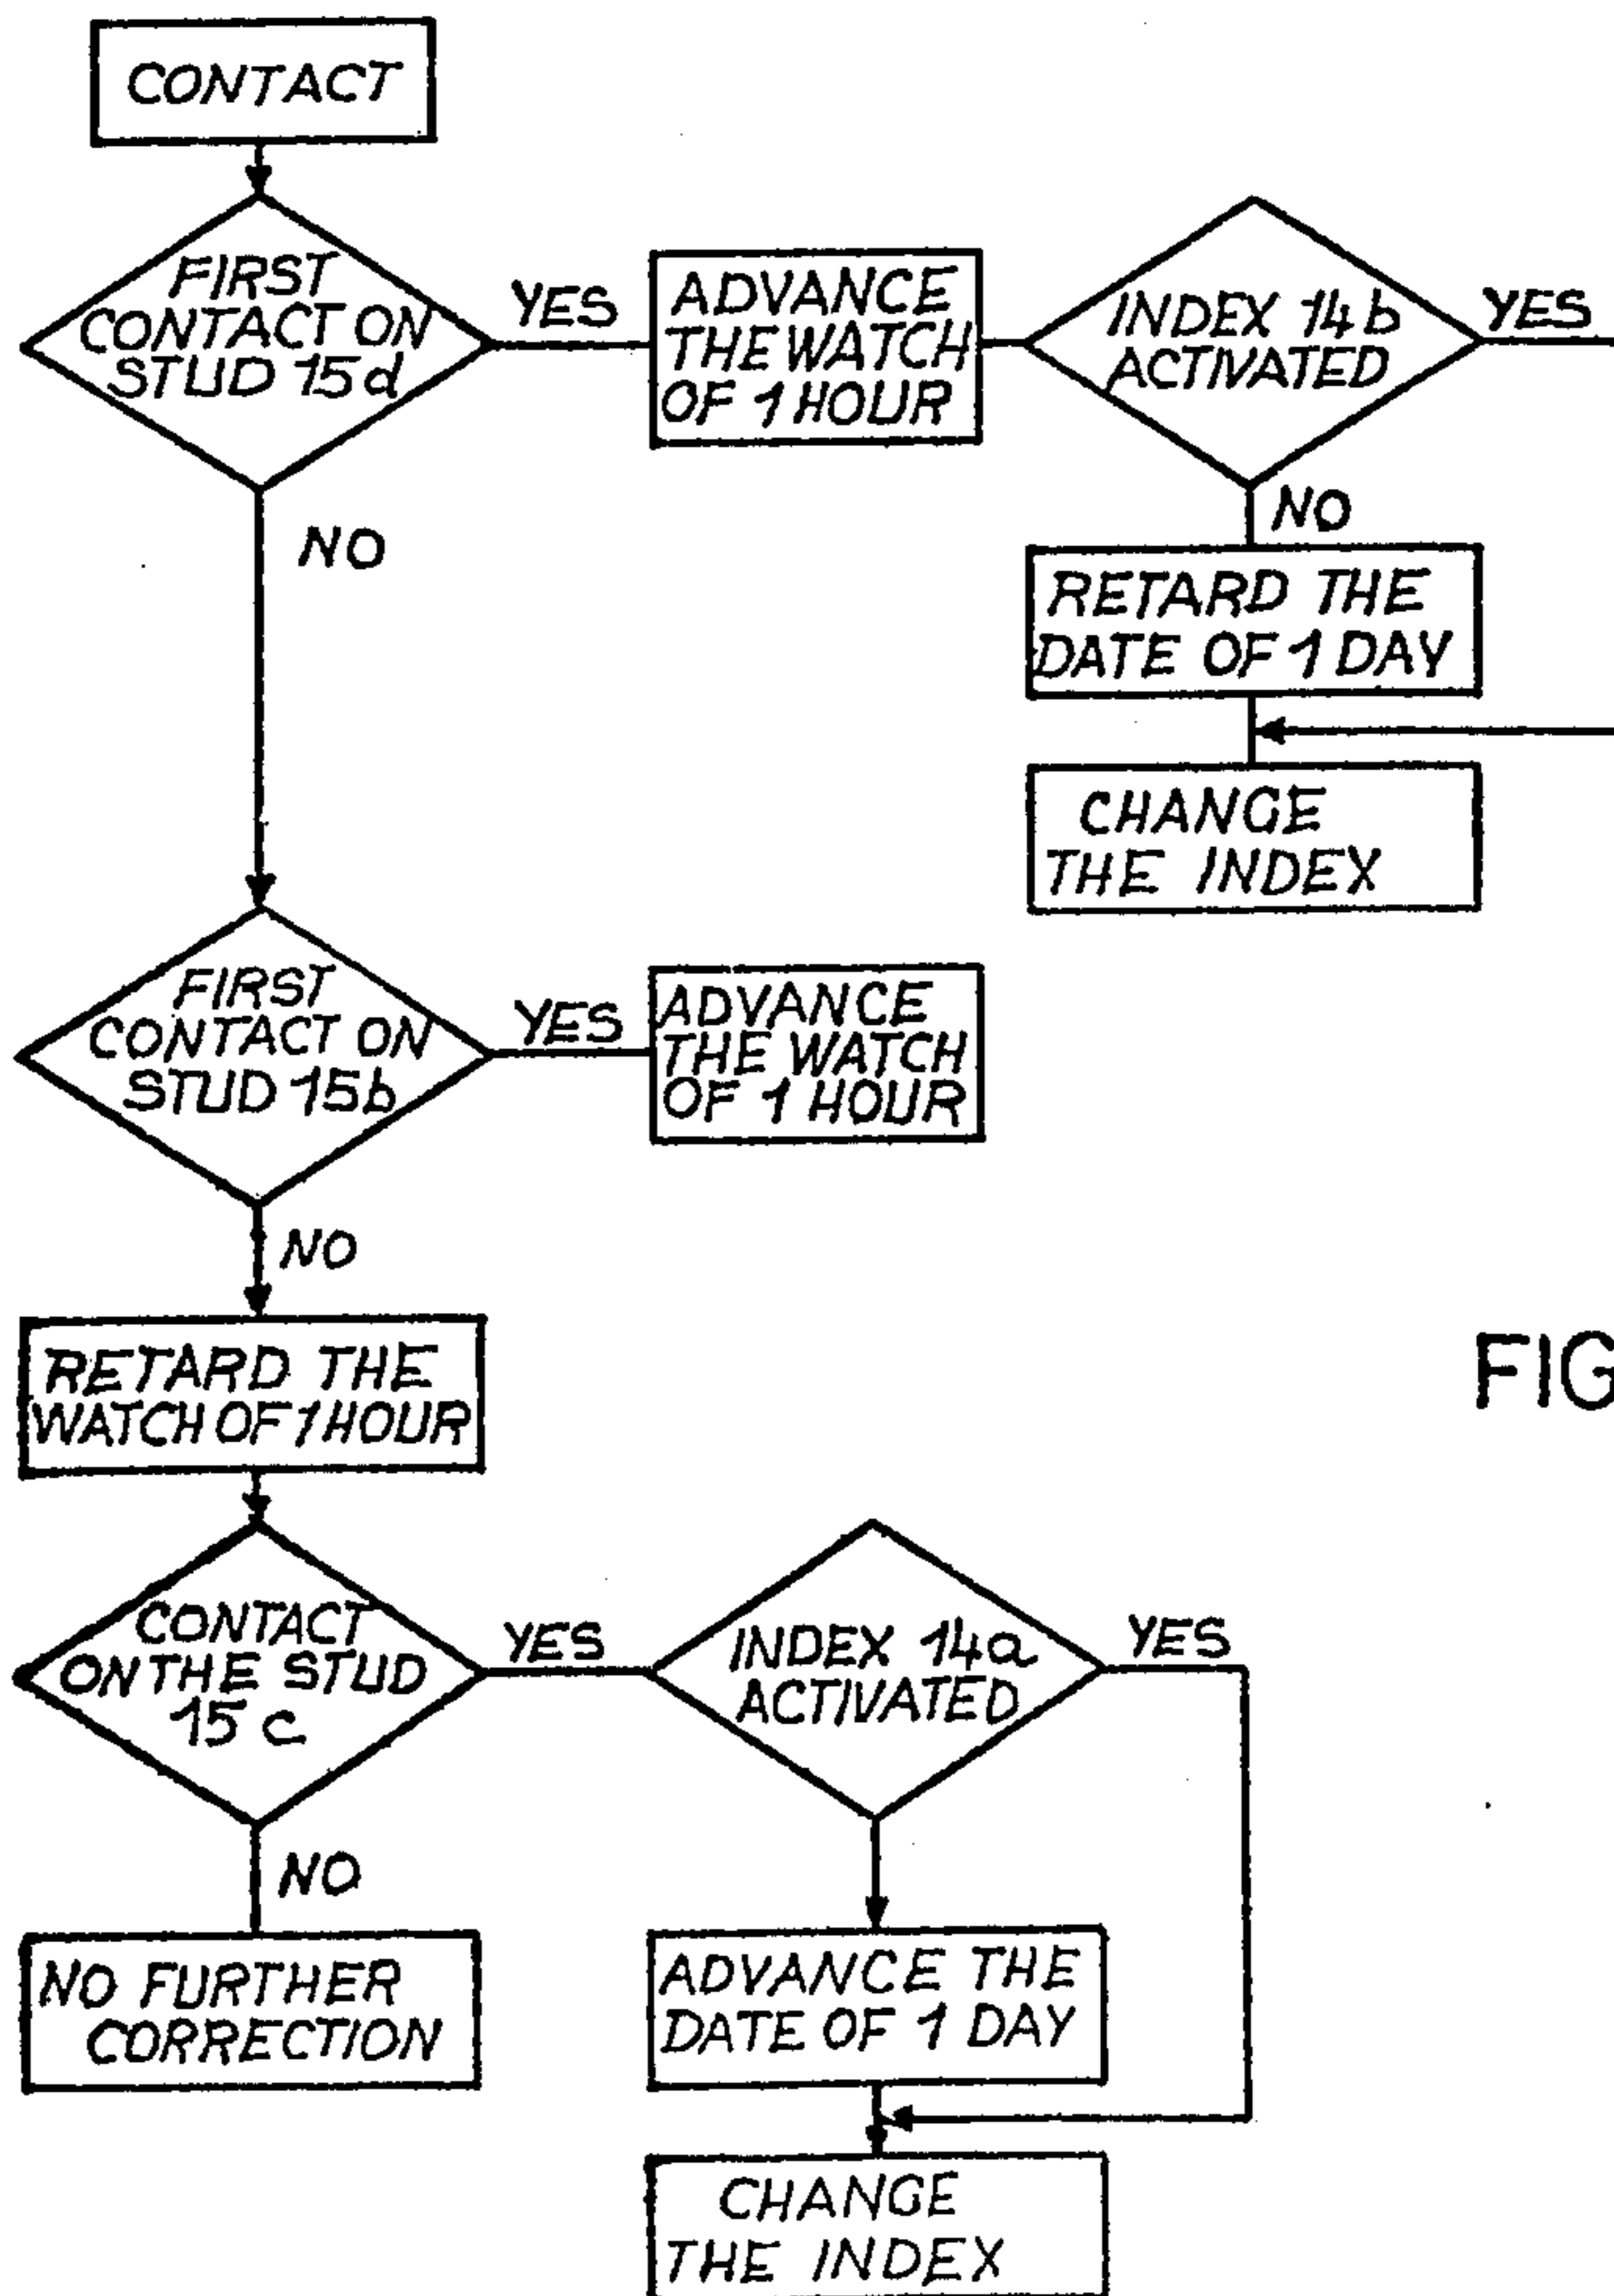 CONTACT
FIRST
CONTACT ON
STUD 15d
YES
ADVANCE
THE WATCH
OF 1 HOUR
INDEX 14b
ACTIVATED
YES
NO
NO
RETARD THE
DATE OF 1 DAY
CHANGE
THE INDEX
FIRST
CONTACT ON
STUD 15b
YES
ADVANCE
THE WATCH
OF 1 HOUR
NO
RETARD THE
WATCH OF 1 HOUR
FIG
CONTACT
ON THE STUD
15 c
YES
INDEX 14a
ACTIVATED
YES
NO
NO FURTHER
CORRECTION
ADVANCE THE
DATE OF 1 DAY
CHANGE
THE INDEX